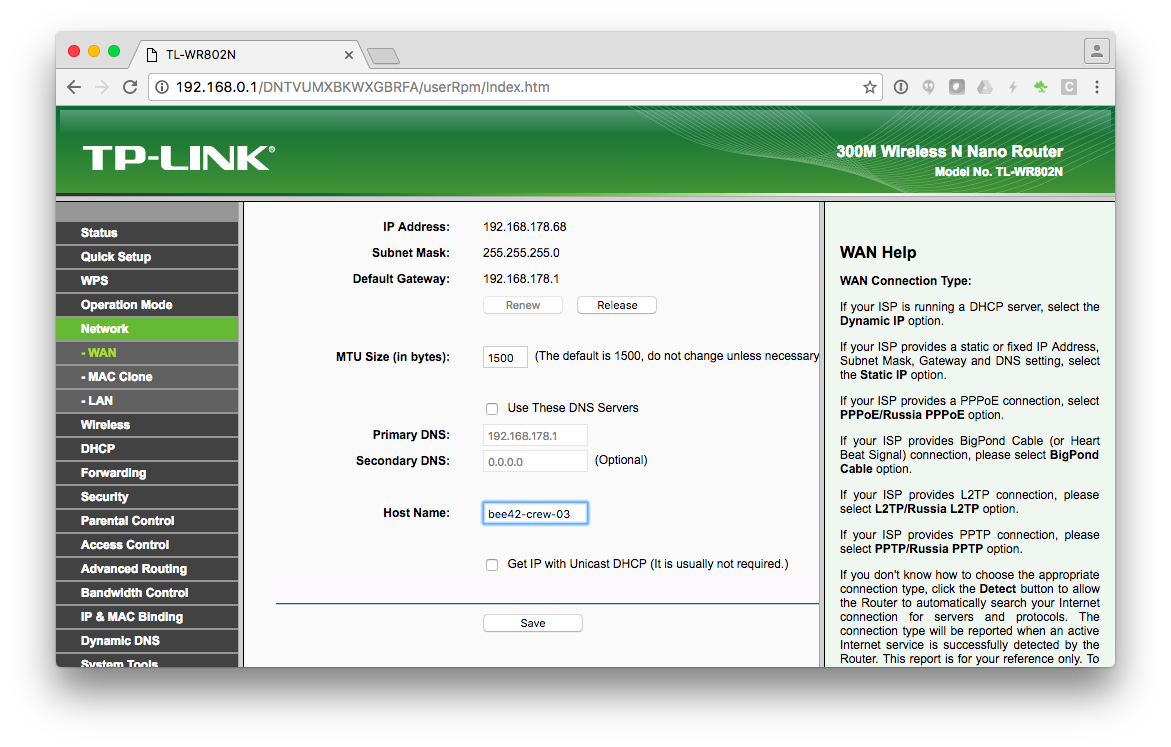 TL-WR802N
192.168.0.1/DNTVUMXBKWXGBRFA/userRpm/Index.htm
TP-LINK®
300M Wireless N Nano Router
Model No. TL-WR802N
Status
Quick Setup
WPS
Operation Mode
Network
- WAN
- MAC Clone
- LAN
Wireless
DHCP
Forwarding
Security
Parental Control
Access Control
Advanced Routing
Bandwidth Control
IP & MAC Binding
Dynamic DNS
System Tools
IP Address: 192.168.178.68
Subnet Mask: 255.255.255.0
Default Gateway: 192.168.178.1
Renew Release
MTU Size (in bytes): 1500 (The default is 1500, do not change unless necessary
Use These DNS Servers
Primary DNS: 192.168.178.1
Secondary DNS: 0.0.0.0 (Optional)
Host Name: bee42-crew-03
Get IP with Unicast DHCP (It is usually not required.)
Save
WAN Help
WAN Connection Type:
If your ISP is running a DHCP server, select the
Dynamic IP option.
If your ISP provides a static or fixed IP Address,
Subnet Mask, Gateway and DNS setting, select
the Static IP option.
If your ISP provides a PPPoE connection, select
PPPoE/Russia PPPoE option.
If your ISP provides BigPond Cable (or Heart
Beat Signal) connection, please select BigPond
Cable option.
If your ISP provides L2TP connection, please
select L2TP/Russia L2TP option.
If your ISP provides PPTP connection, please
select PPTP/Russia PPTP option.
If you don't know how to choose the appropriate
connection type, click the Detect button to allow
the Router to automatically search your Internet
connection for servers and protocols. The
connection type will be reported when an active
Internet service is successfully detected by the
Router. This report is for your reference only. To